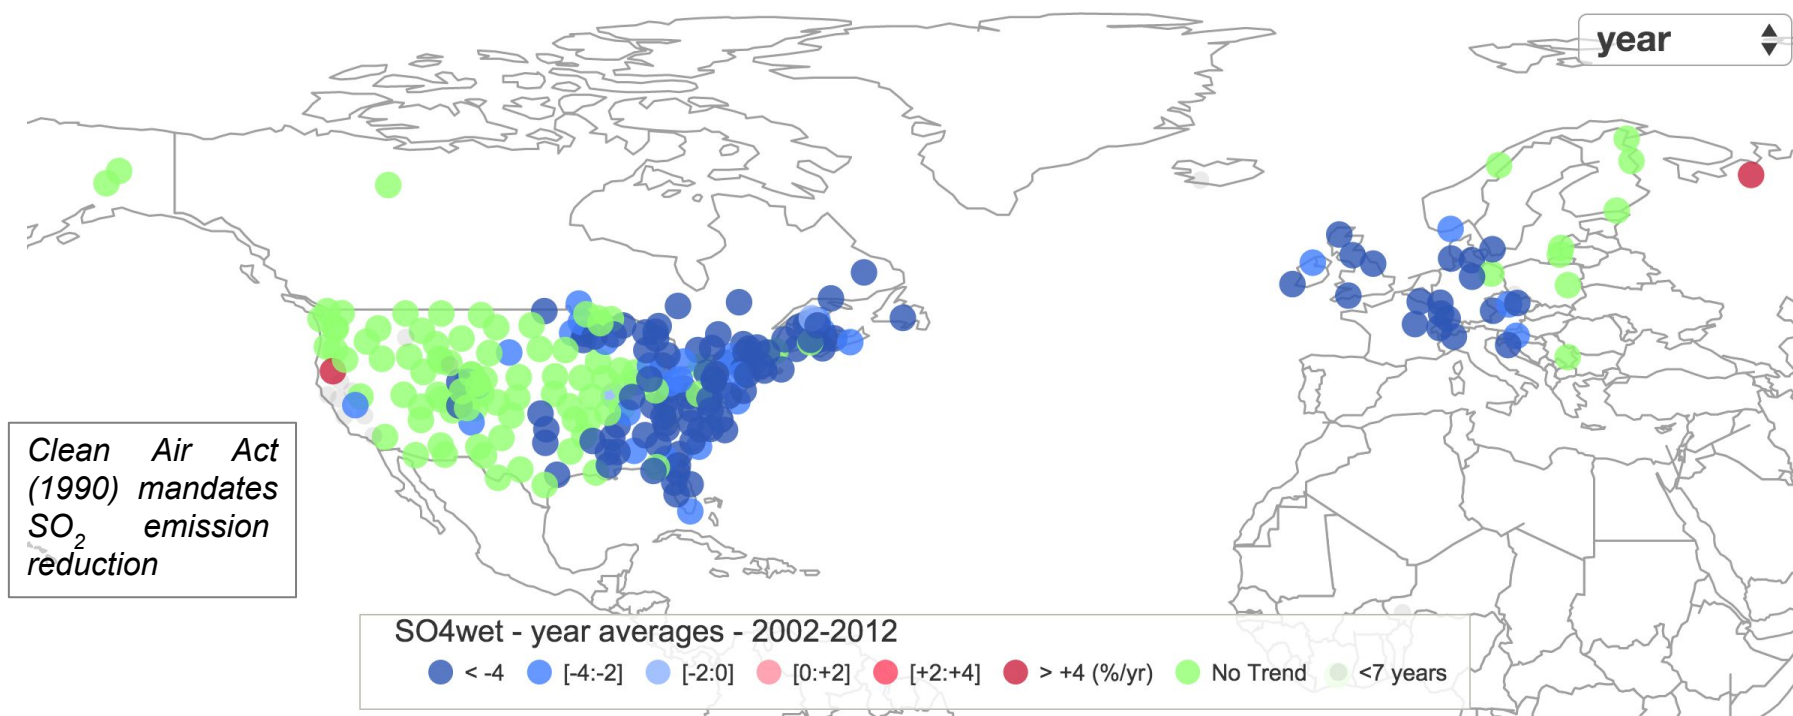 year
Clean Air Act
(1990) mandates
SO2 emission
reduction
SO4wet - year averages - 2002-2012
< -4 [-4:-2] [-2:0] [0:+2] [+2:+4] > +4 (%/yr) No Trend <7 years